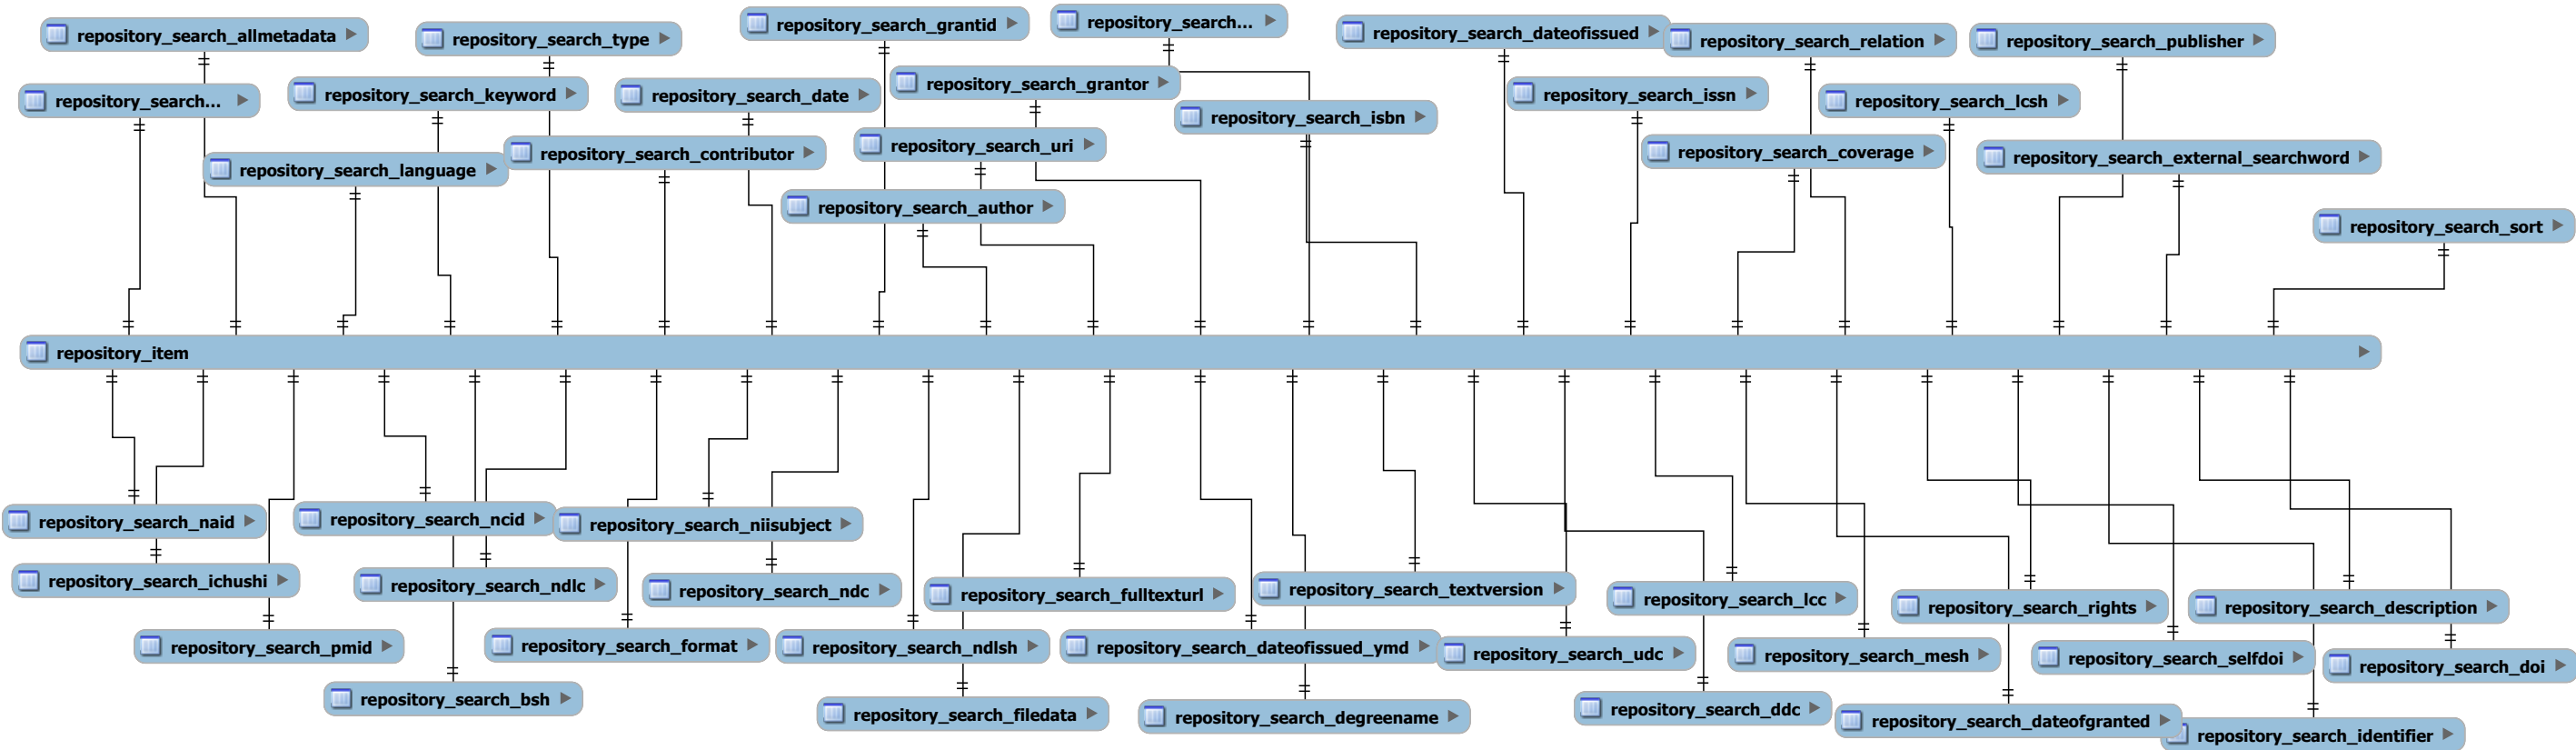 repository_search_allmetadata
repository_search_type
repository_search_grantid
repository_search...
repository_search_dateofissued
repository_search_relation
repository_search_publisher
repository_search...
repository_search_keyword
repository_search_date
repository_search_grantor
repository_search_isbn
repository_search_issn
repository_search_lcsh
repository_search_language
repository_search_contributor
repository_search_uri
repository_search_coverage
repository_search_external_searchword
repository_search_author
repository_search_sort
repository_item
repository_search_naid
repository_search_ncid
repository_search_niisubject
repository_search_ichushi
repository_search_ndlc
repository_search_ndc
repository_search_fulltexturl
repository_search_textversion
repository_search_lcc
repository_search_rights
repository_search_description
repository_search_pmid
repository_search_format
repository_search_ndlsh
repository_search_dateofissued_ymd
repository_search_udc
repository_search_mesh
repository_search_selfdoi
repository_search_doi
repository_search_bsh
repository_search_filedata
repository_search_degreename
repository_search_ddc
repository_search_dateofgranted
repository_search_identifier